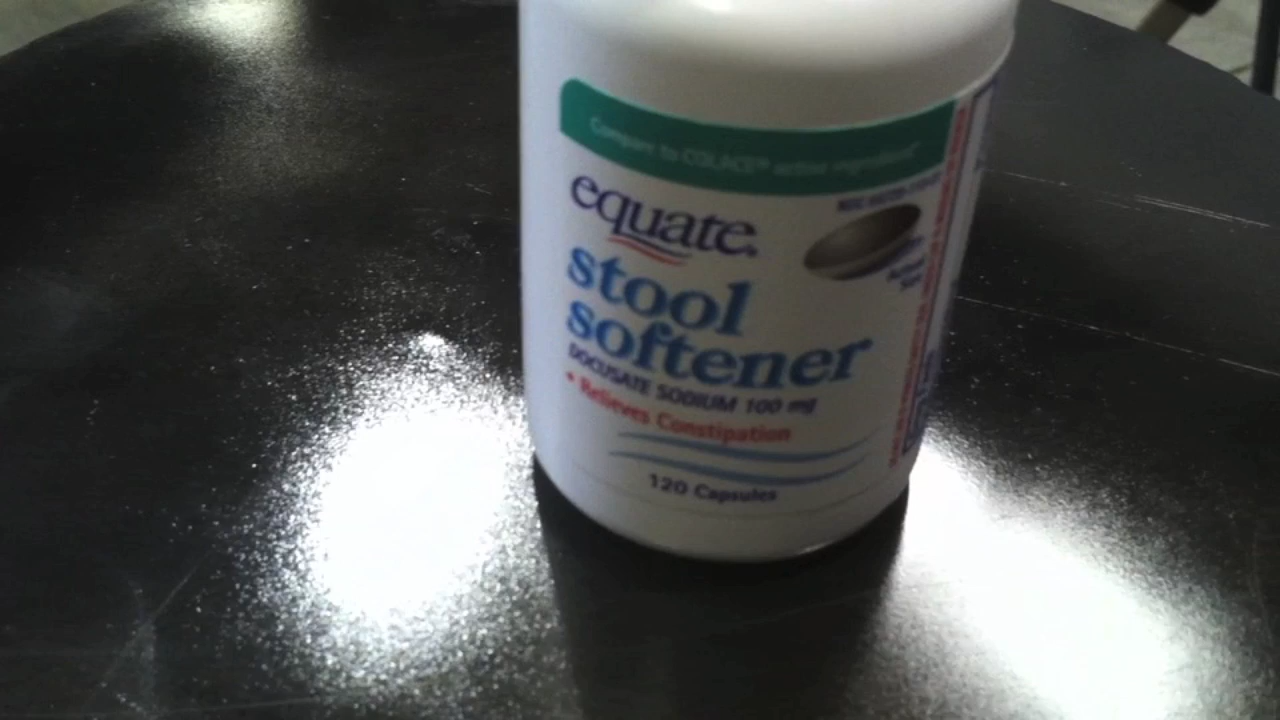 Compare to COLACE® active ingredient*
equate®
stool
softener
DOCUSATE SODIUM 100 mg
• Relieves Constipation
120 Capsules